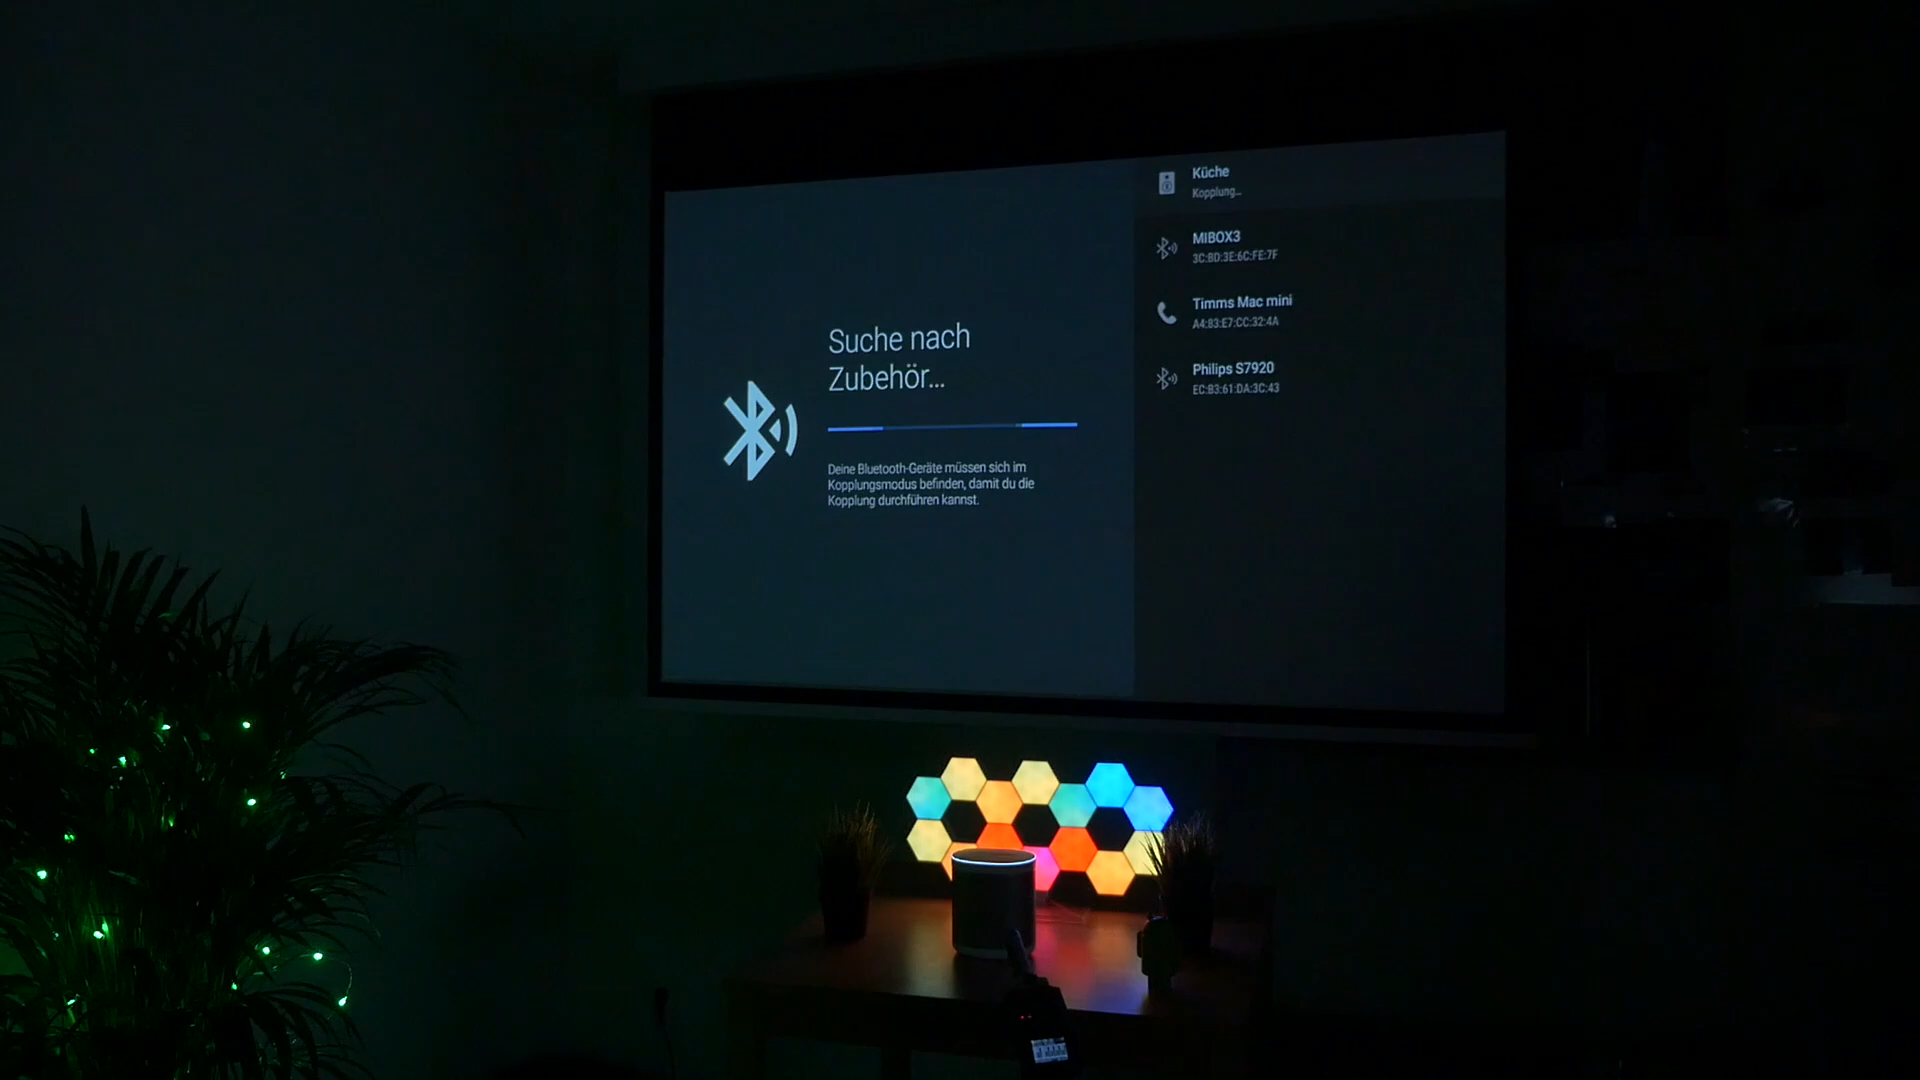 Suche nach
Zubehör...
Deine Bluetooth-Geräte müssen sich im
Kopplungsmodus befinden, damit du die
Kopplung durchführen kannst.
Küche
Kopplung...
MIBOX3
3C:BD:3E:6C:FE:7F
Timms Mac mini
A4:83:E7:CC:32:4A
Philips S7920
EC:B3:61:DA:3C:43